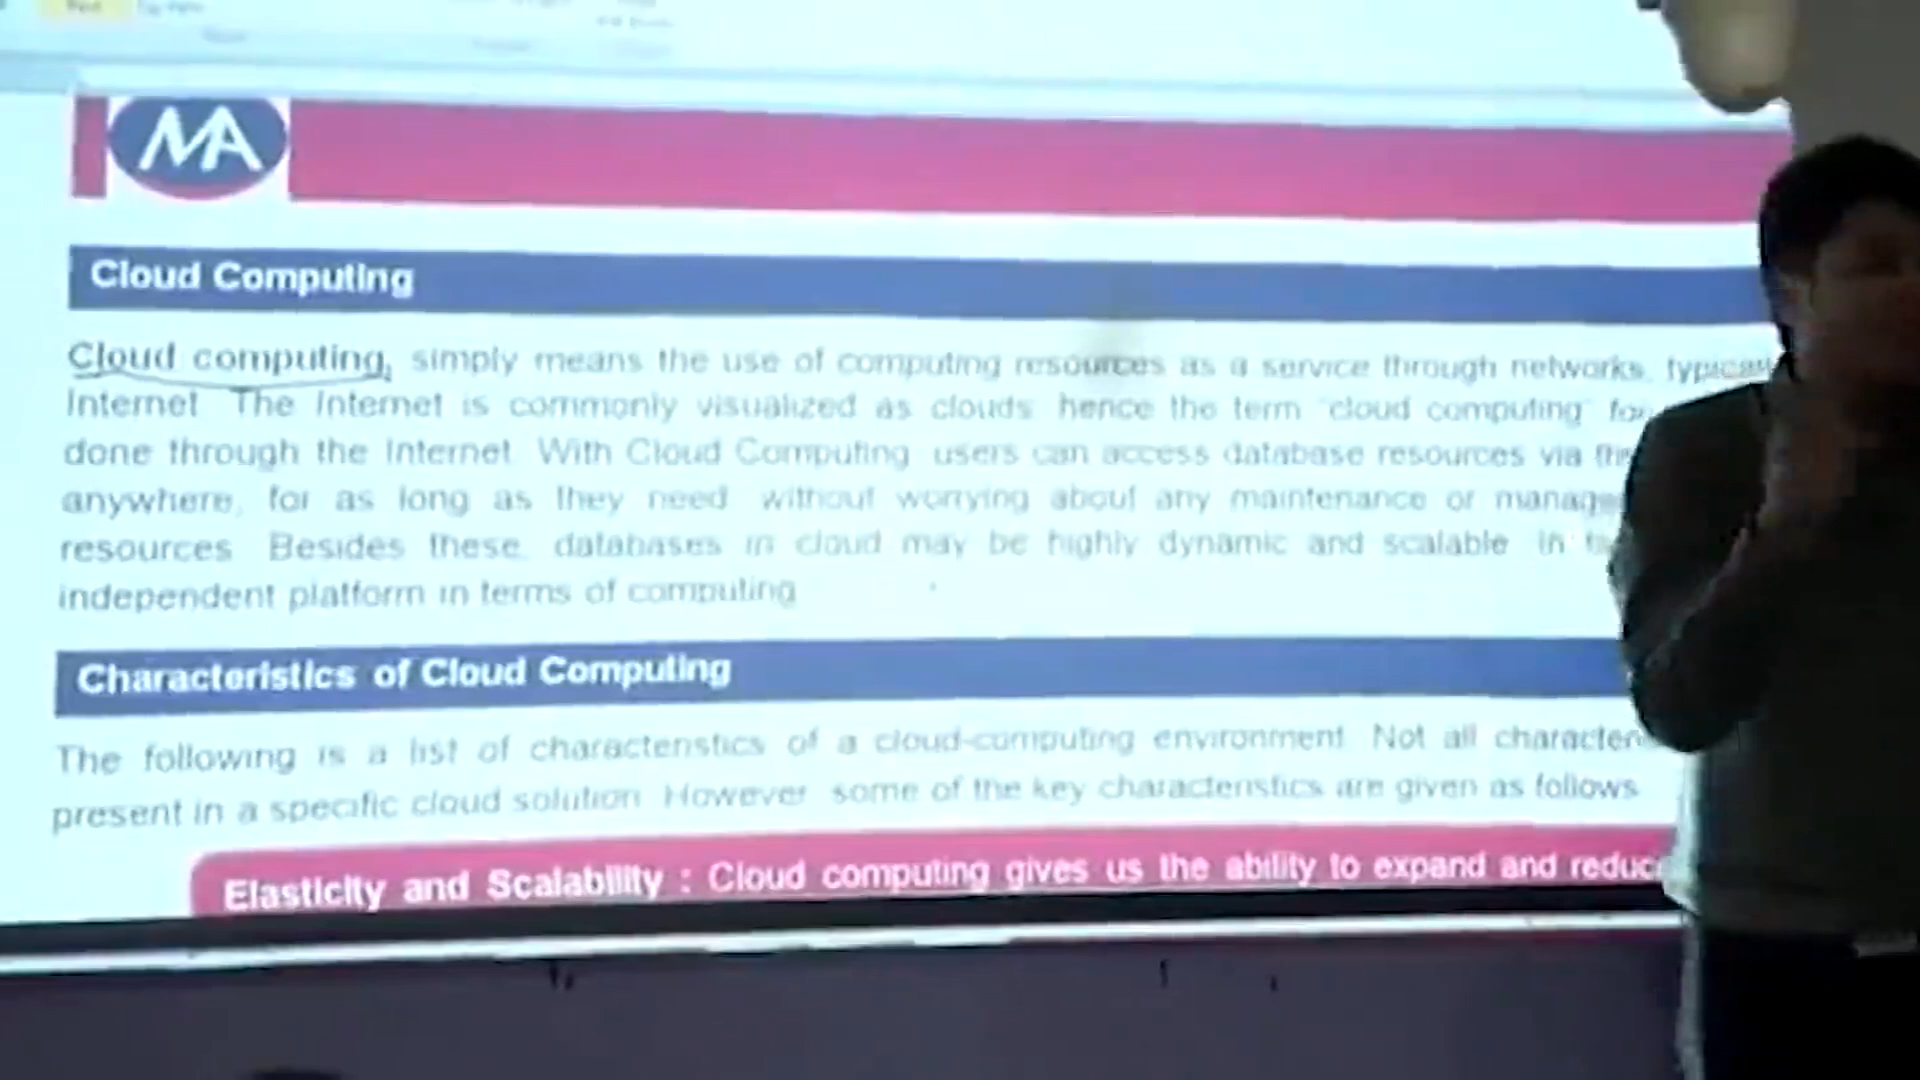 MA
Cloud Computing
Cloud computing, simply means the use of computing resources as a service through networks, typical
Internet The Internet is commonly visualized as clouds hence the term "cloud computing" for
done through the Internet With Cloud Computing users can access database resources via the
anywhere, for as long as they need without worrying about any maintenance or manage
resources Besides these, databases in cloud may be highly dynamic and scalable In
independent platform in terms of computing
Characteristics of Cloud Computing
The following is a list of characteristics of a cloud-computing environment Not all character
present in a specific cloud solution However some of the key characteristics are given as follows
Elasticity and Scalability : Cloud computing gives us the ability to expand and reduc